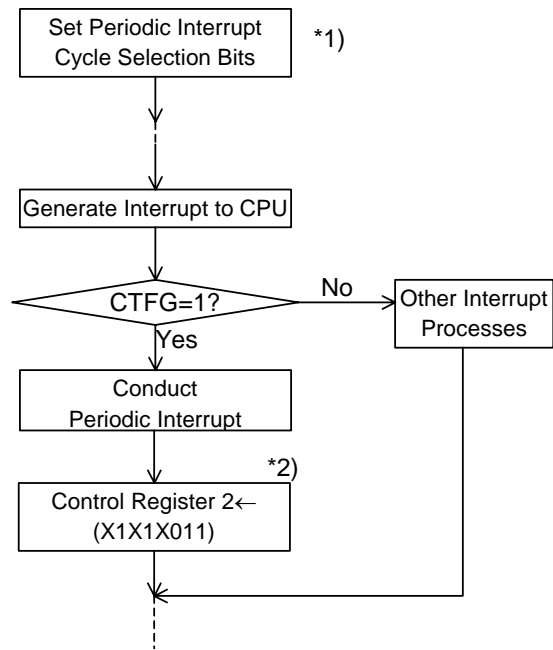 Set Periodic Interrupt
Cycle Selection Bits
*1)
Generate Interrupt to CPU
CTFG=1?
No
Other Interrupt
Processes
Yes
Conduct
Periodic Interrupt
*2)
Control Register 2←
(X1X1X011)